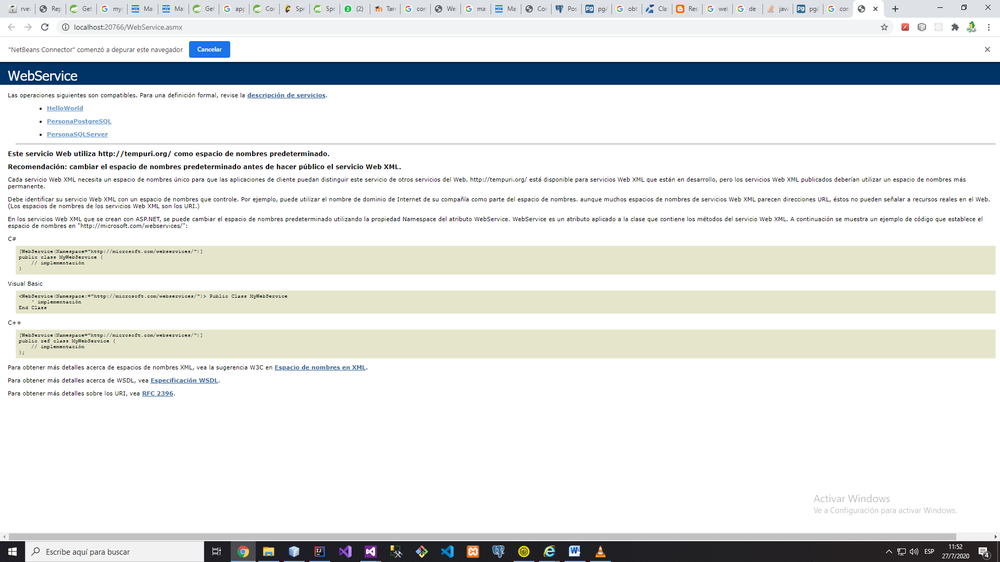 rve
Rep
Get
mys
Ma
Ma
Get
app
Cor
Spr
Spr
(2)
Tare
con
We
ma
Ma
Cor
Pos
pgA
obt
Cla
Res
wel
de
java
pgA
con
localhost:20766/WebService.asmx
"NetBeans Connector" comenzó a depurar este navegador Cancelar
WebService
Las operaciones siguientes son compatibles. Para una definición formal, revise la descripción de servicios.
• HelloWorld
• PersonaPostgreSQL
• PersonaSQLServer
Este servicio Web utiliza http://tempuri.org/ como espacio de nombres predeterminado.
Recomendación: cambiar el espacio de nombres predeterminado antes de hacer público el servicio Web XML.
Cada servicio Web XML necesita un espacio de nombres único para que las aplicaciones de cliente puedan distinguir este servicio de otros servicios del Web. http://tempuri.org/ está disponible para servicios Web XML que están en desarrollo, pero los servicios Web XML publicados deberían utilizar un espacio de nombres más
permanente.
Debe identificar su servicio Web XML con un espacio de nombres que controle. Por ejemplo, puede utilizar el nombre de dominio de Internet de su compañía como parte del espacio de nombres. aunque muchos espacios de nombres de servicios Web XML parecen direcciones URL, éstos no pueden señalar a recursos reales en el Web.
(Los espacios de nombres de los servicios Web XML son los URI.)
En los servicios Web XML que se crean con ASP.NET, se puede cambiar el espacio de nombres predeterminado utilizando la propiedad Namespace del atributo WebService. WebService es un atributo aplicado a la clase que contiene los métodos del servicio Web XML. A continuación se muestra un ejemplo de código que establece el
espacio de nombres en "http://microsoft.com/webservices/":
C#
[WebService(Namespace="http://microsoft.com/webservices/")]
public class MyWebService {
// implementación
}
Visual Basic
<WebService(Namespace:="http://microsoft.com/webservices/")> Public Class MyWebService
' implementación
End Class
C++
[WebService(Namespace="http://microsoft.com/webservices/")]
public ref class MyWebService {
// implementación
};
Para obtener más detalles acerca de espacios de nombres XML, vea la sugerencia W3C en Espacio de nombres en XML.
Para obtener más detalles acerca de WSDL, vea Especificación WSDL.
Para obtener más detalles sobre los URI, vea RFC 2396.
Activar Windows
Ve a Configuración para activar Windows.
Escribe aquí para buscar
ESP
11:52
27/7/2020
4